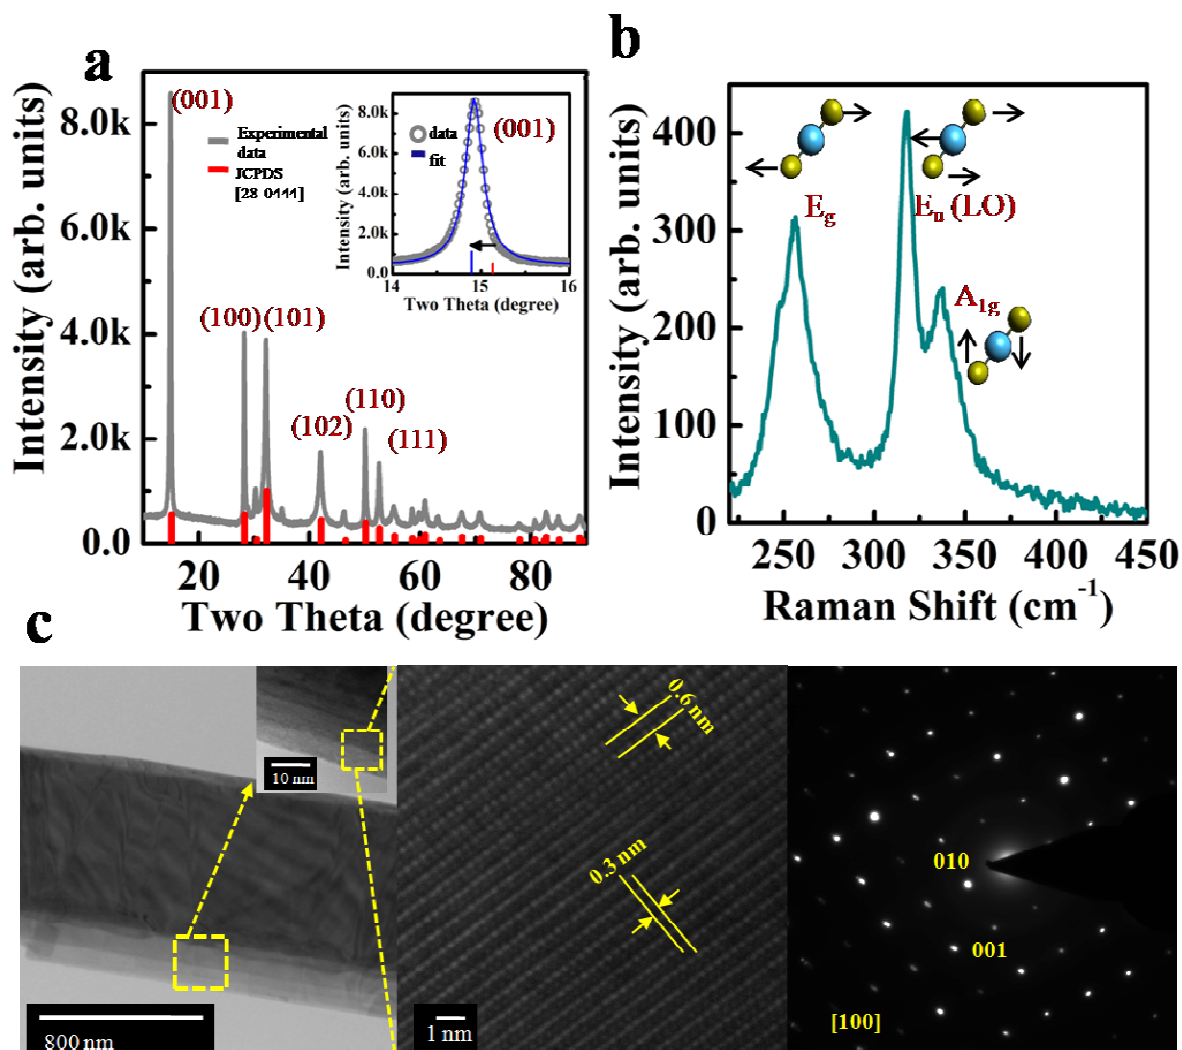 a
Intensity (arb. units)
8.0k
6.0k
4.0k
2.0k
0.0
20
40
60
80
Two Theta (degree)
(001)
(100)
(101)
(102)
(110)
(111)
Experimental
data
JCPDS
[28-0444]
Intensity (arb. units)
8.0k
6.0k
4.0k
2.0k
0.0
14
15
16
Two Theta (degree)
data
fit
(001)
b
Intensity (arb. units)
400
300
200
100
0
250
300
350
400
450
Raman Shift (cm-1)
Eg
Eu (LO)
A1g
c
10 nm
800 nm
0.6 nm
0.3 nm
1 nm
010
001
[100]